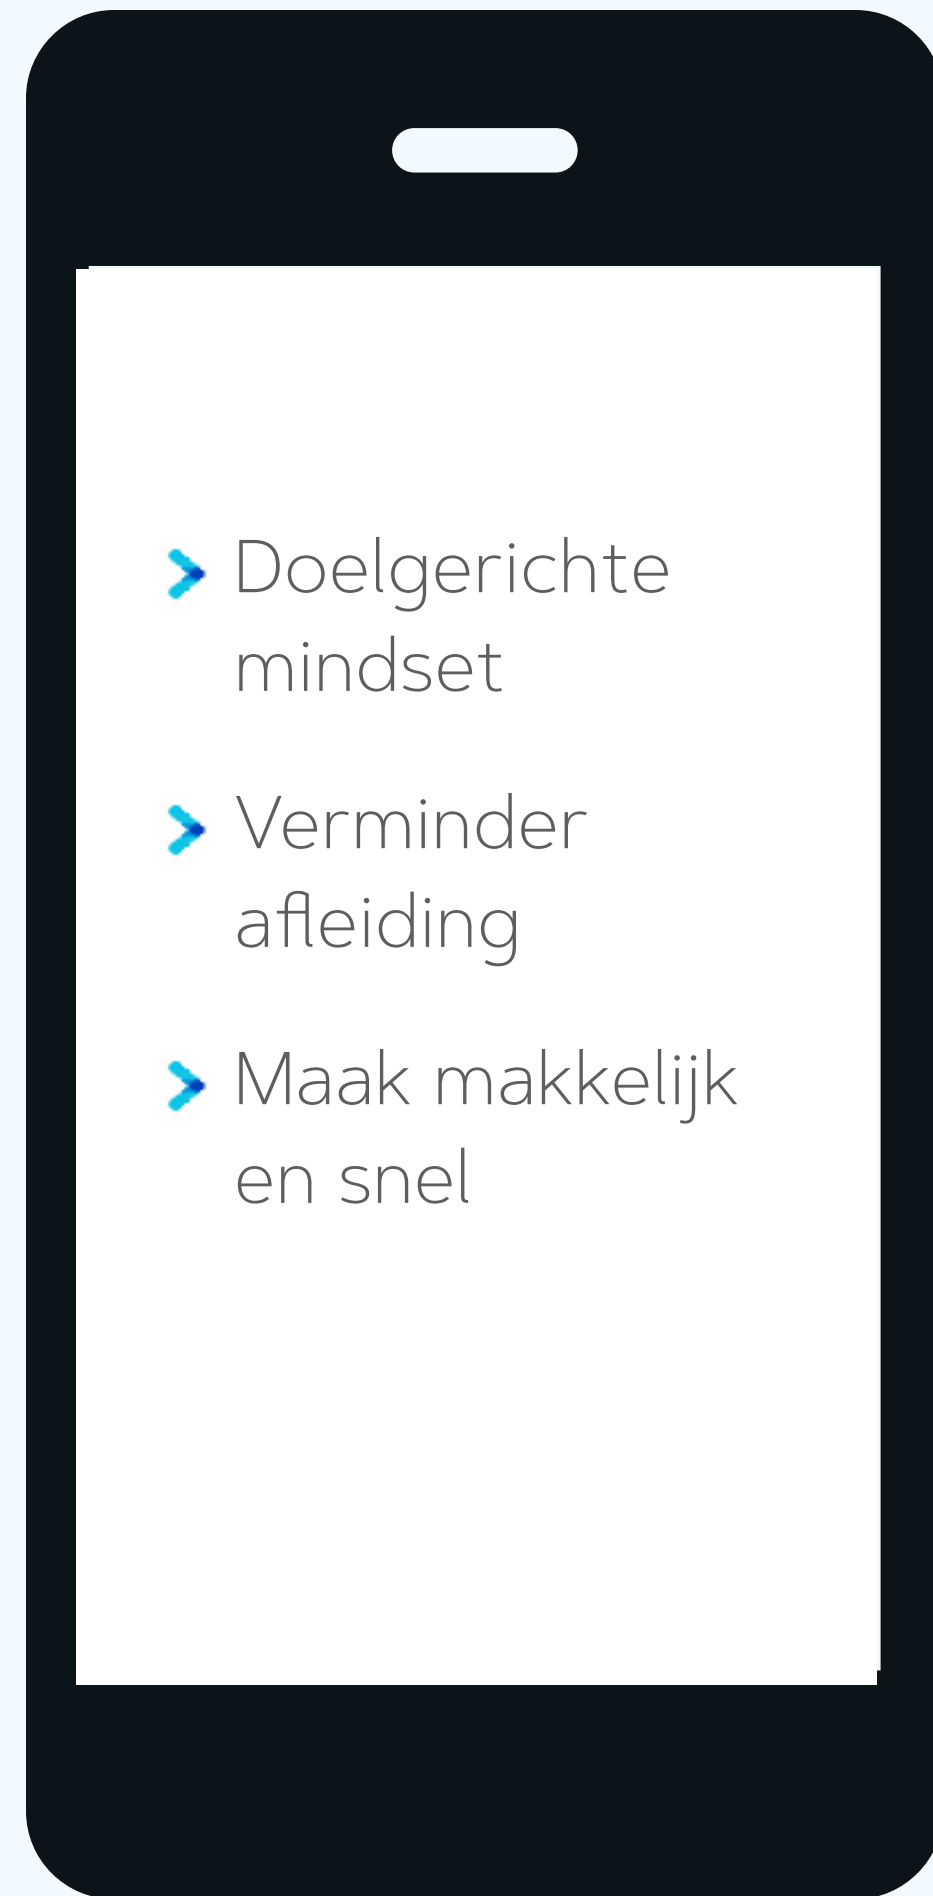 Doelgerichte
mindset
Verminder
afleiding
Maak makkelijk
en snel